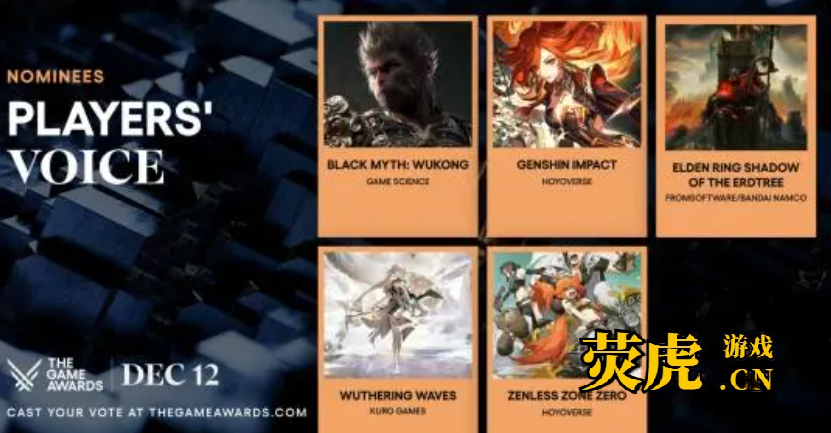 NOMINEES
PLAYERS'
VOICE
BLACK MYTH: WUKONG
GAME SCIENCE
GENSHIN IMPACT
HOYOVERSE
ELDEN RING SHADOW
OF THE ERDTREE
FROMSOFTWARE/BANDAI NAMCO
WUTHERING WAVES
KURO GAMES
ZENLESS ZONE ZERO
HOYOVERSE
THE
GAME
AWARDS
DEC 12
CAST YOUR VOTE AT THEGAMEAWARDS.COM
荧虎
游戏
.CN